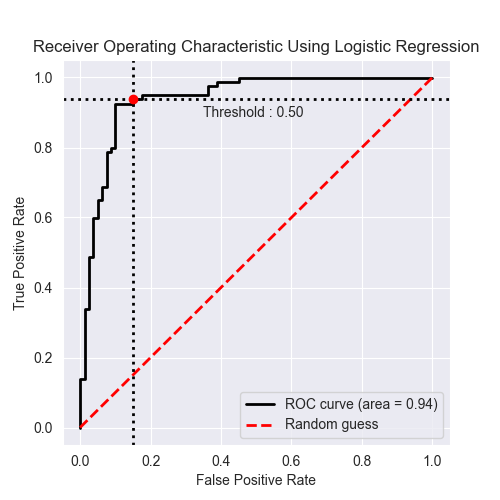 Receiver Operating Characteristic Using Logistic Regression
1.0
0.8
0.6
0.4
0.2
0.0
True Positive Rate
Threshold : 0.50
ROC curve (area = 0.94)
Random guess
0.0 0.2 0.4 0.6 0.8 1.0
False Positive Rate